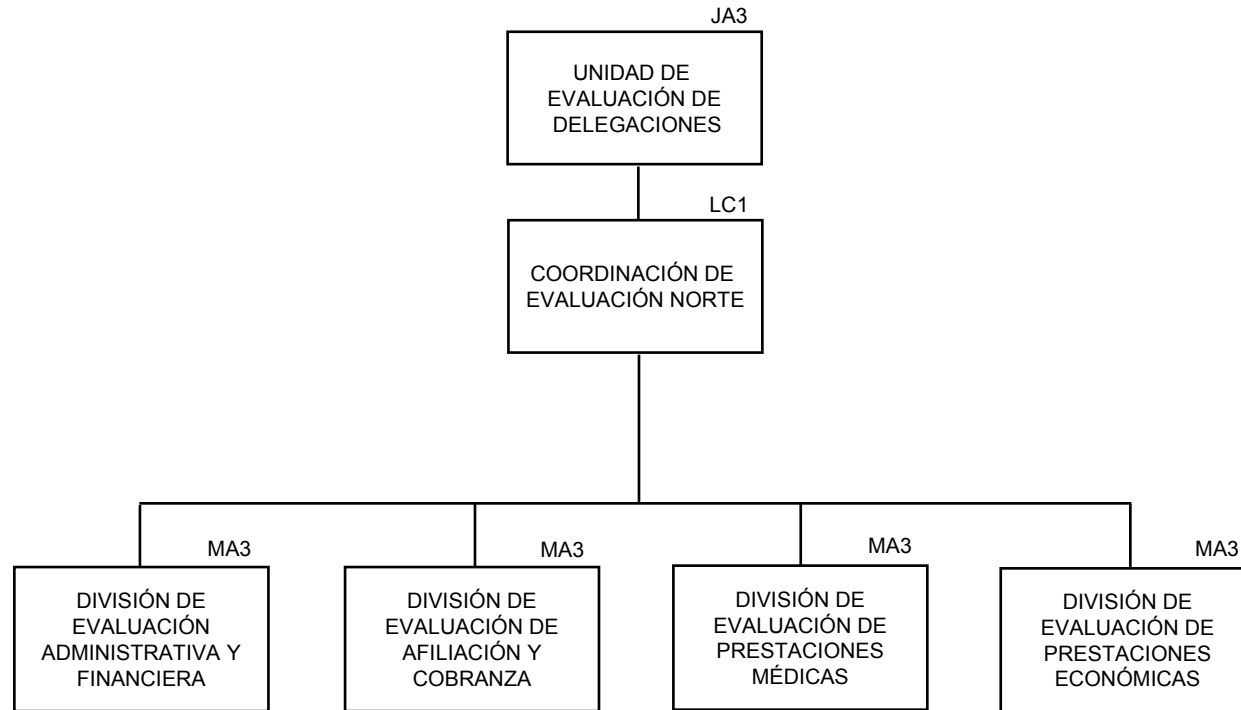 JA3
UNIDAD DE
EVALUACIÓN DE
DELEGACIONES
LC1
COORDINACIÓN DE
EVALUACIÓN NORTE
MA3
DIVISIÓN DE
EVALUACIÓN
ADMINISTRATIVA Y
FINANCIERA
MA3
DIVISIÓN DE
EVALUACIÓN DE
AFILIACIÓN Y
COBRANZA
MA3
DIVISIÓN DE
EVALUACIÓN DE
PRESTACIONES
MÉDICAS
MA3
DIVISIÓN DE
EVALUACIÓN DE
PRESTACIONES
ECONÓMICAS